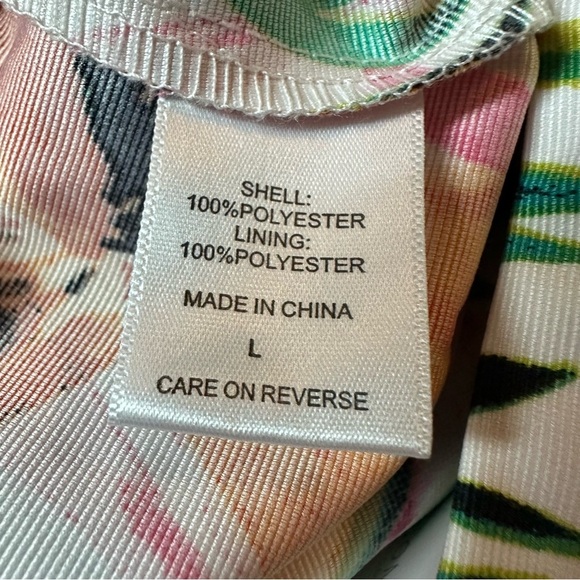 SHELL:
100%POLYESTER
LINING:
100%POLYESTER
MADE IN CHINA
L
CARE ON REVERSE